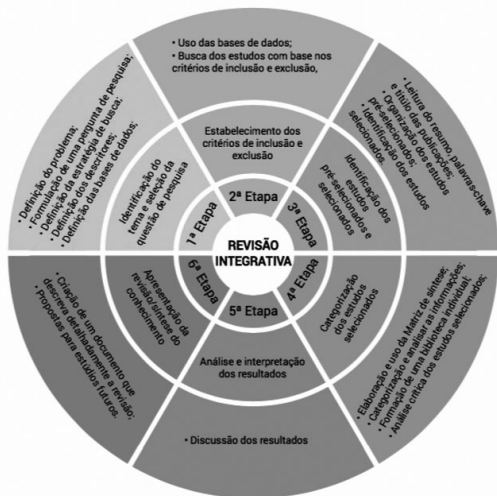 REVISÃO
INTEGRATIVA
1ª Etapa
Identificação do
tema e seleção da
questão de pesquisa
• Definição do problema;
• Formulação de uma pergunta de pesquisa;
• Definição da estratégia de busca;
• Definição dos descritores;
• Definição das bases de dados;
2ª Etapa
Estabelecimento dos
critérios de inclusão e
exclusão
• Uso das bases de dados;
• Busca dos estudos com base nos
critérios de inclusão e exclusão,
3ª Etapa
Identificação dos
estudos
pré-selecionados e
selecionados
• Leitura do resumo, palavras-chave
e título das publicações;
• Organização dos estudos
pré-selecionados;
• Identificação dos estudos
selecionados.
4ª Etapa
Categorização
dos estudos
selecionados
• Elaboração e uso da Matriz de síntese;
• Categorização e analisar as informações;
• Formação de uma biblioteca individual;
• Análise crítica dos estudos selecionados;
5ª Etapa
Análise e interpretação
dos resultados
• Discussão dos resultados
6ª Etapa
Apresentação da
revisão/síntese do
conhecimento
• Criação de um documento que
descreva detalhadamente a revisão;
• Propostas para estúdios futuros.